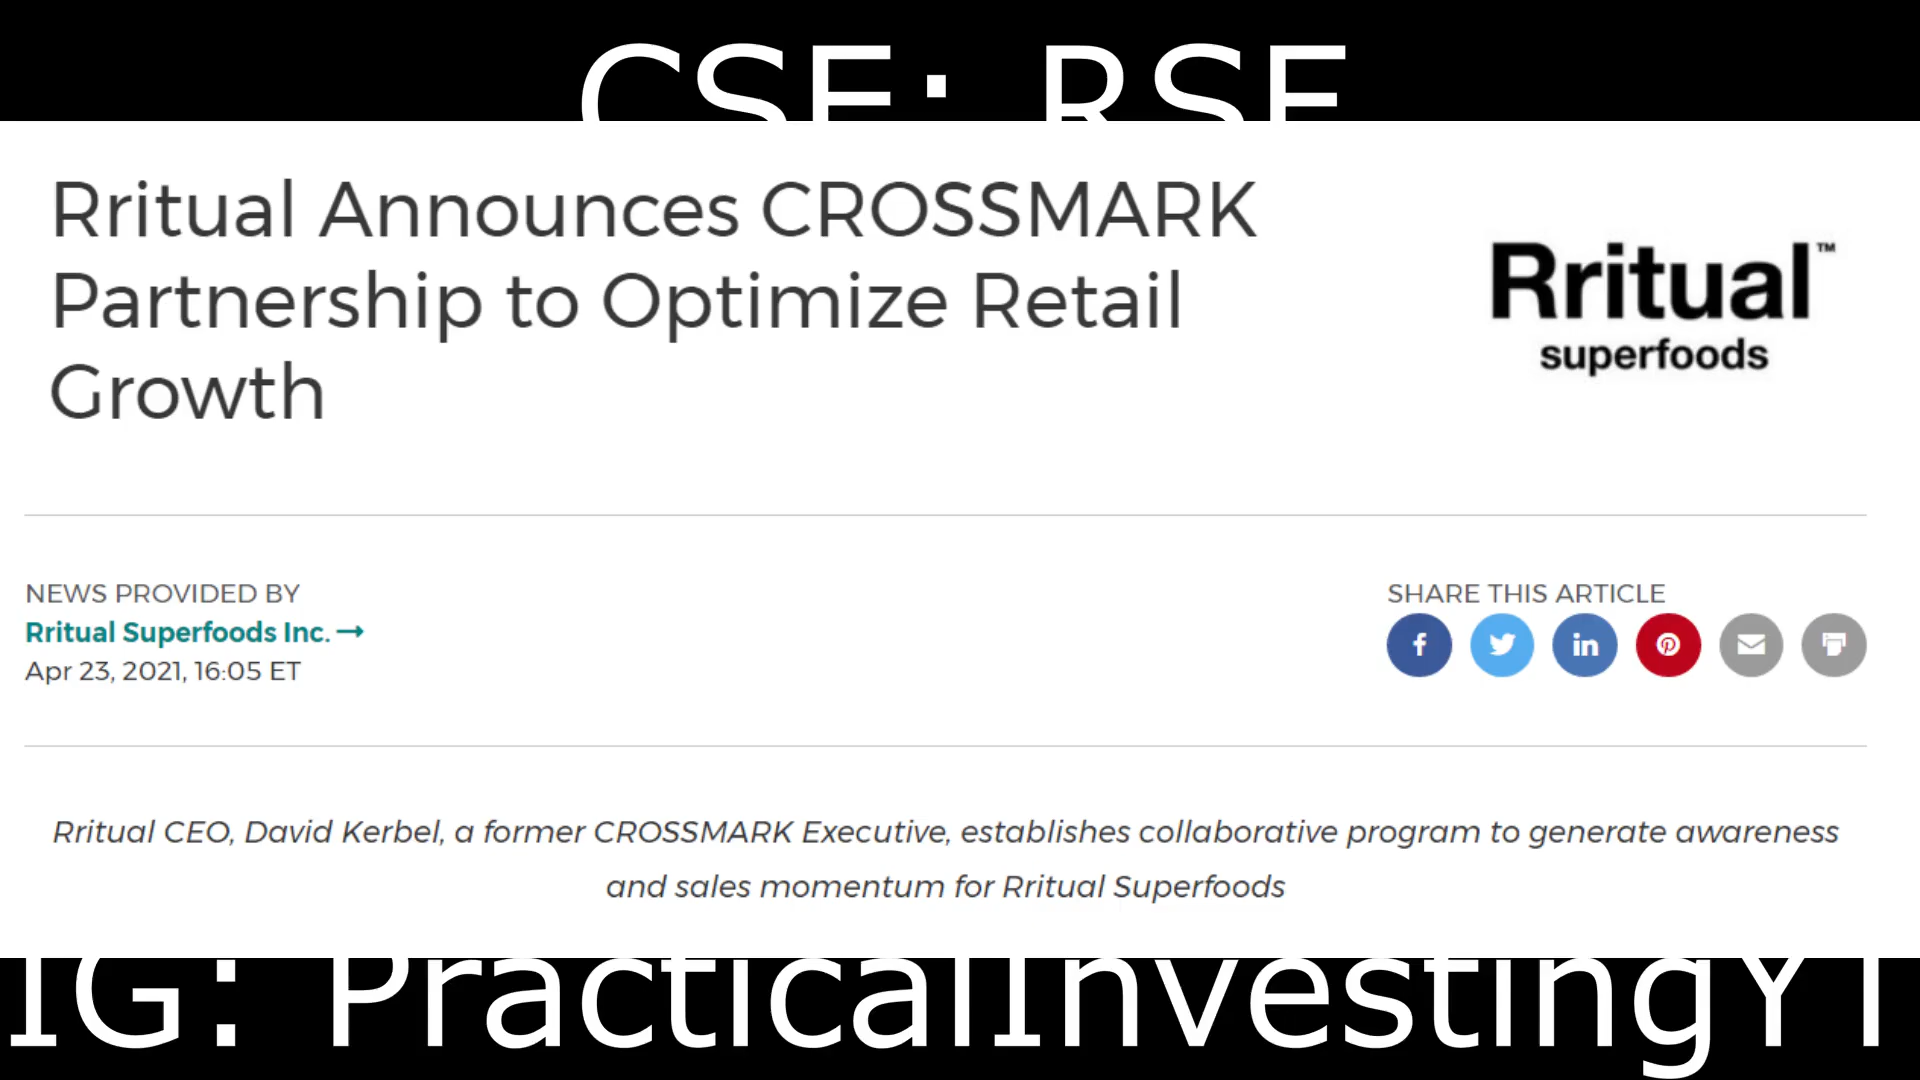 CSE: RSF
Rritual Announces CROSSMARK
Partnership to Optimize Retail
Growth
Rritual™
superfoods
NEWS PROVIDED BY
Rritual Superfoods Inc.→
Apr 23, 2021, 16:05 ET
SHARE THIS ARTICLE
Rritual CEO, David Kerbel, a former CROSSMARK Executive, establishes collaborative program to generate awareness
and sales momentum for Rritual Superfoods
IG: PracticalInvestingYT